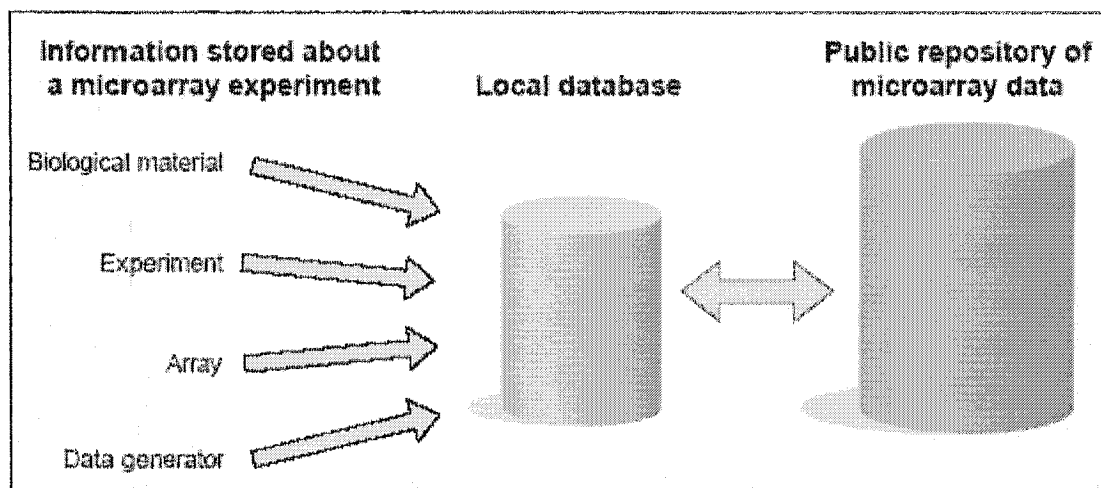 Information stored about
a microarray experiment
Local database
Public repository of
microarray data
Biological material
Experiment
Array
Data generator